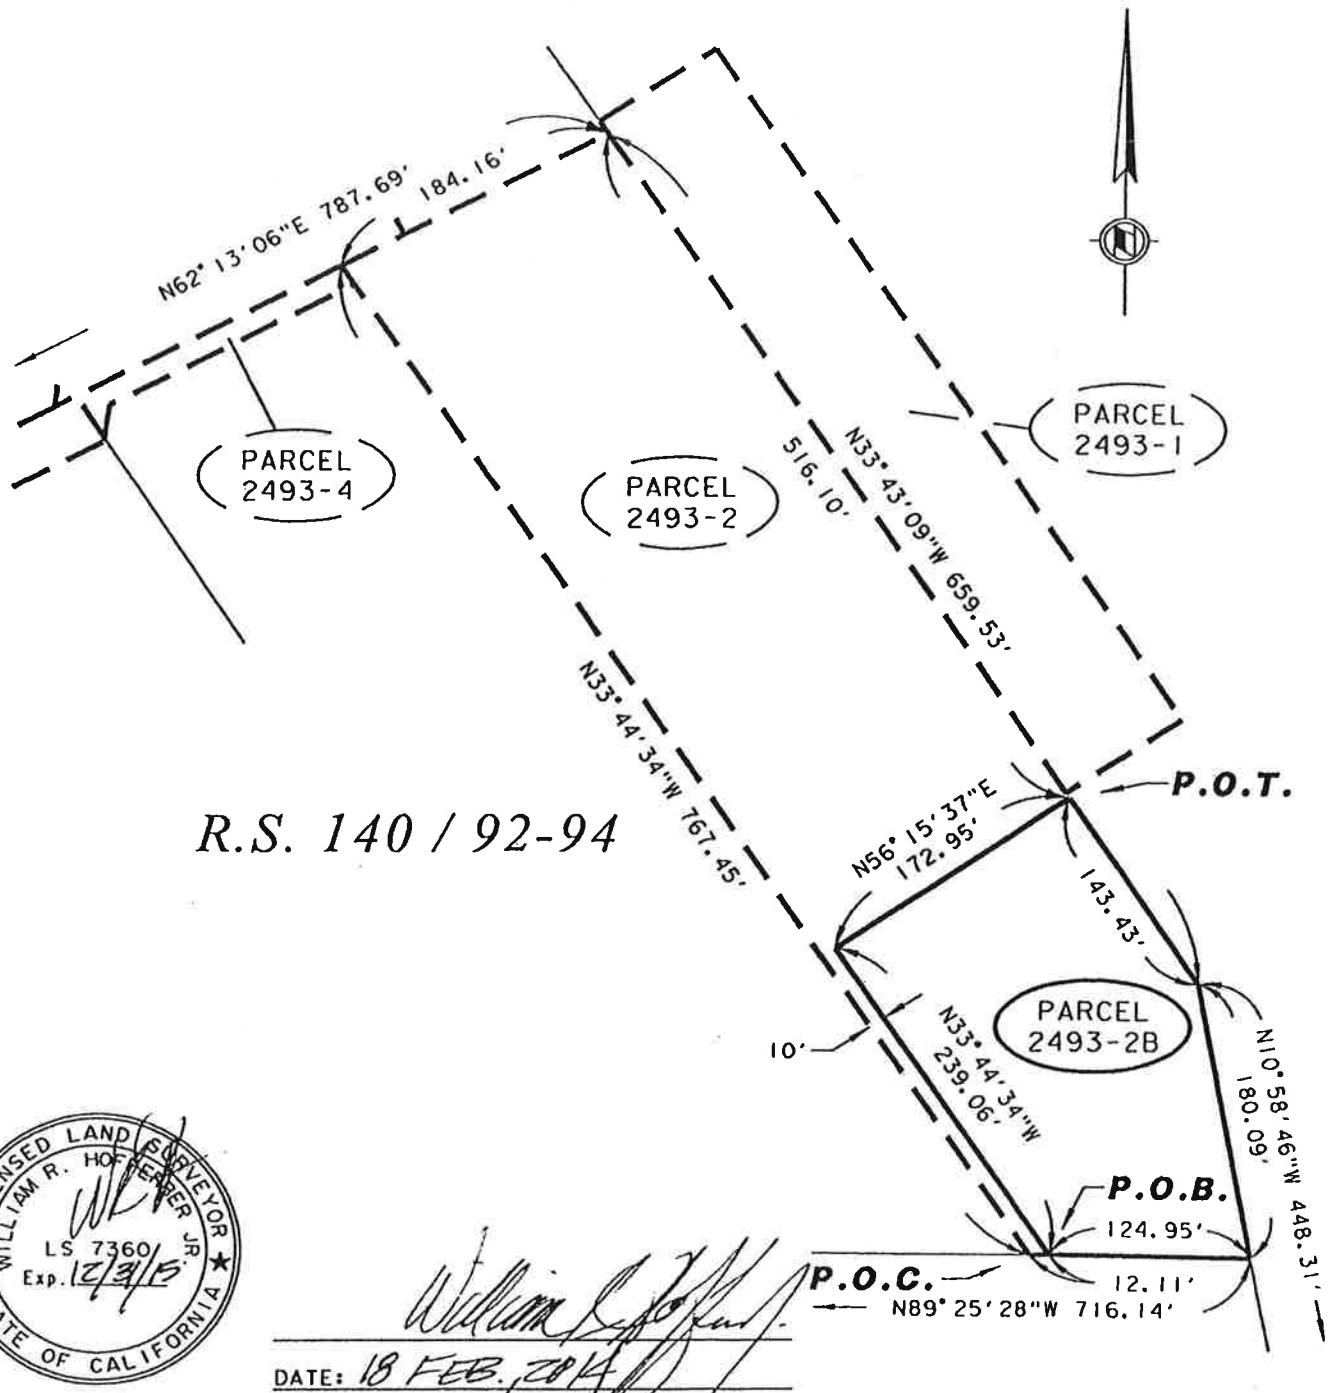 N62°13'06"E 787.69'
184.16'
PARCEL
2493-1
PARCEL
2493-4
PARCEL
2493-2
N33°43'09"W 659.53'
516.10'
N33°44'34"W 767.45'
R.S. 140 / 92-94
P.O.T.
N56°15'37"E
172.95'
143.43'
PARCEL
2493-2B
10'
N33°44'34"W
239.06'
N10°58'46"W 448.31'
180.09'
P.O.B.
124.95'
P.O.C.
12.11'
N89°25'28"W 716.14'
ENSED LAND SURVEYOR
WILLIAM R. HOFFERBER JR.
LS 7360
Exp. 12/31/15
ATE OF CALIFORNIA
DATE: 18 FEB., 2014